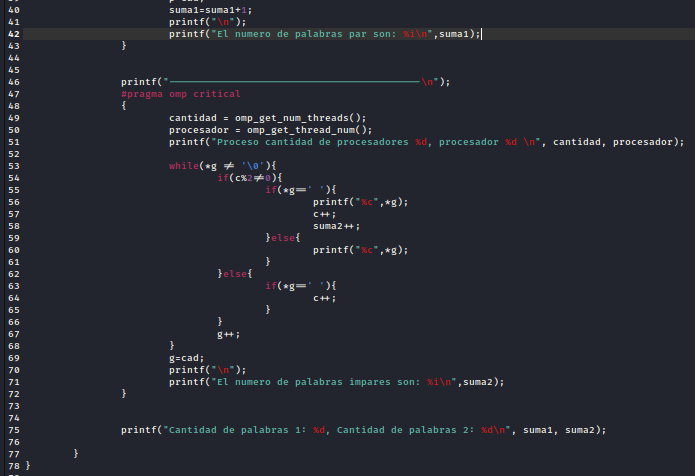 40 suma1=suma1+1;
41 printf("\n");
42 printf("El numero de palabras par son: %i\n",suma1);
43 }
44
45
46 printf("------------------------------------------\n");
47 #pragma omp critical
48 {
49 cantidad = omp_get_num_threads();
50 procesador = omp_get_thread_num();
51 printf("Proceso cantidad de procesadores %d, procesador %d \n", cantidad, procesador);
52
53 while(*g != '\0'){
54 if(c%2!=0){
55 if(*g==' '){
56 printf("%c",*g);
57 c++;
58 suma2++;
59 }else{
60 printf("%c",*g);
61 }
62 }else{
63 if(*g==' '){
64 c++;
65 }
66 }
67 g++;
68 }
69 g=cad;
70 printf("\n");
71 printf("El numero de palabras impares son: %i\n",suma2);
72 }
73
74
75 printf("Cantidad de palabras 1: %d, Cantidad de palabras 2: %d\n", suma1, suma2);
76
77 }
78 }